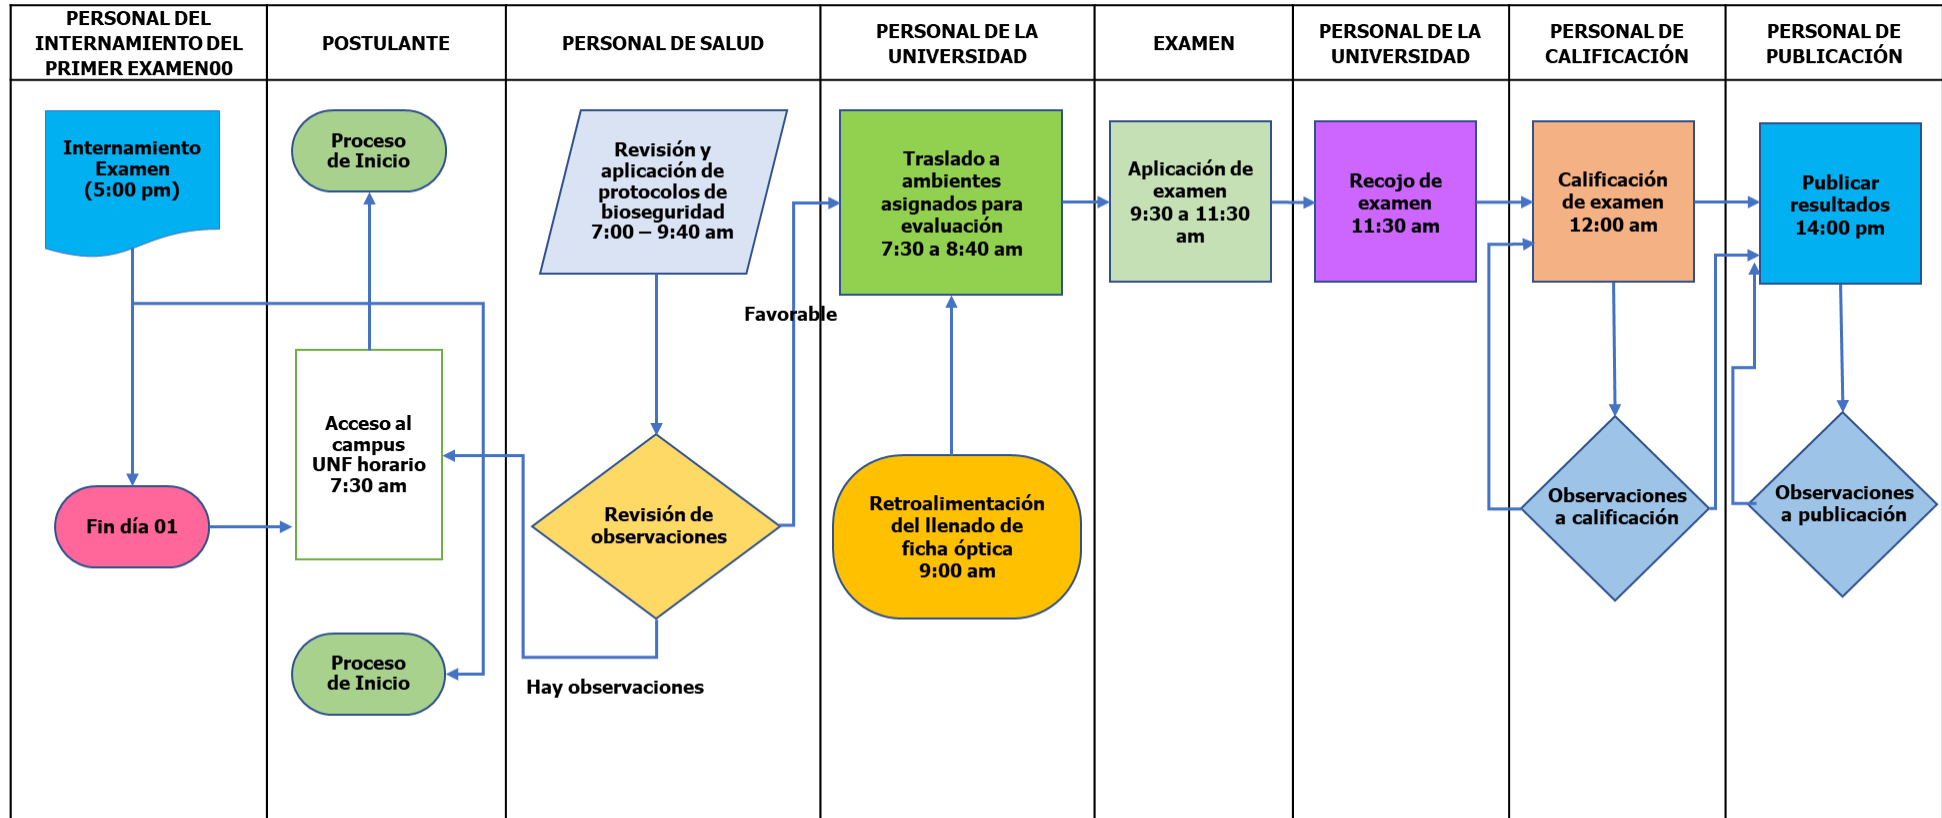 PERSONAL DEL
INTERNAMIENTO DEL
PRIMER EXAMEN00
POSTULANTE
PERSONAL DE SALUD
PERSONAL DE LA
UNIVERSIDAD
EXAMEN
PERSONAL DE LA
UNIVERSIDAD
PERSONAL DE
CALIFICACIÓN
PERSONAL DE
PUBLICACIÓN
Internamiento
Examen
(5:00 pm)
Fin día 01
Proceso
de Inicio
Acceso al
campus
UNF horario
7:30 am
Proceso
de Inicio
Revisión y
aplicación de
protocolos de
bioseguridad
7:00 – 9:40 am
Favorable
Revisión de
observaciones
Hay observaciones
Traslado a
ambientes
asignados para
evaluación
7:30 a 8:40 am
Retroalimentación
del llenado de
ficha óptica
9:00 am
Aplicación de
examen
9:30 a 11:30
am
Recojo de
examen
11:30 am
Calificación
de examen
12:00 am
Observaciones
a calificación
Publicar
resultados
14:00 pm
Observaciones
a publicación